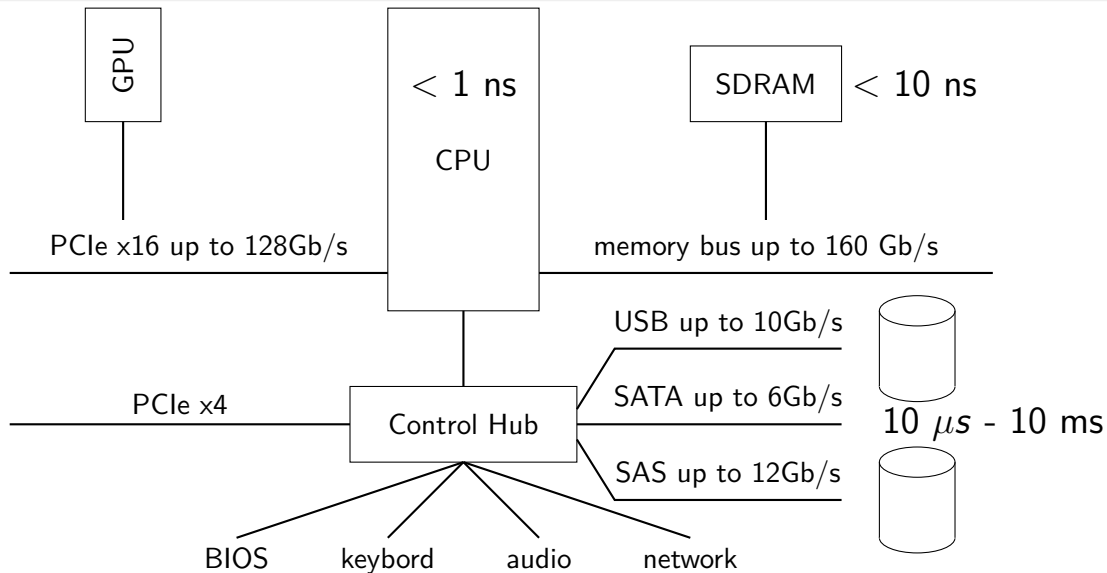 GPU
< 1 ns
CPU
SDRAM
< 10 ns
PCIe x16 up to 128Gb/s
memory bus up to 160 Gb/s
USB up to 10Gb/s
PCIe x4
Control Hub
SATA up to 6Gb/s
10 μs - 10 ms
SAS up to 12Gb/s
BIOS
keybord
audio
network